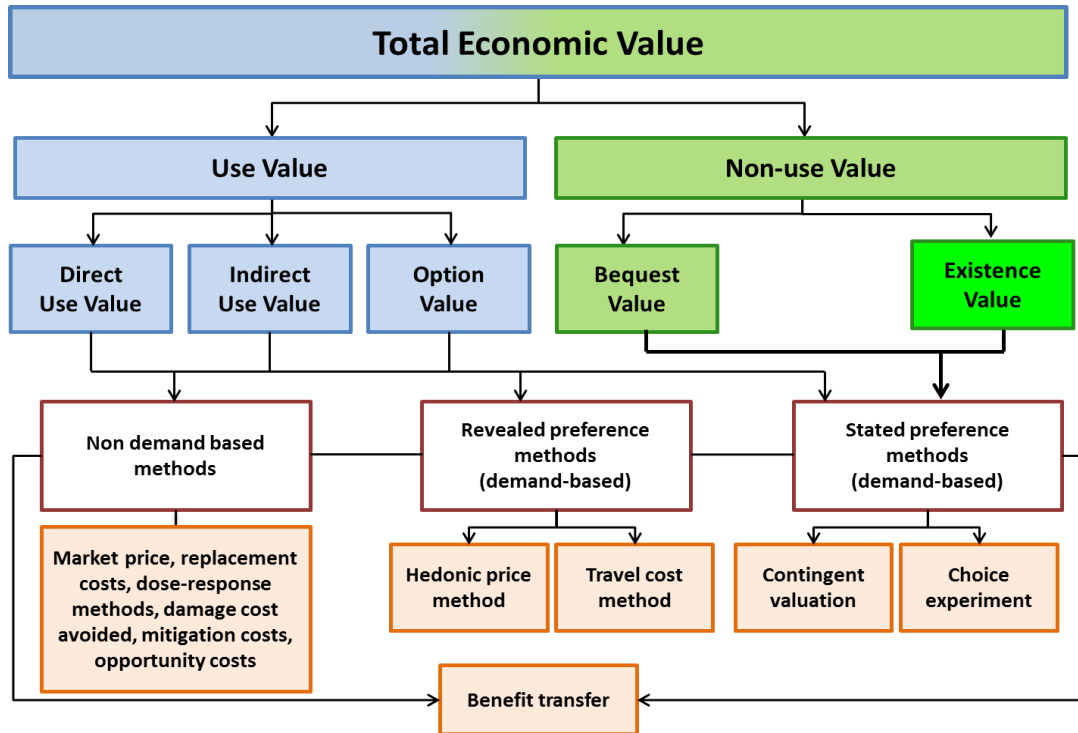 Total Economic Value
Use Value
Non-use Value
Direct
Use Value
Indirect
Use Value
Option
Value
Bequest
Value
Existence
Value
Non demand based
methods
Revealed preference
methods
(demand-based)
Stated preference
methods
(demand-based)
Market price, replacement
costs, dose-response
methods, damage cost
avoided, mitigation costs,
opportunity costs
Hedonic price
method
Travel cost
method
Contingent
valuation
Choice
experiment
Benefit transfer